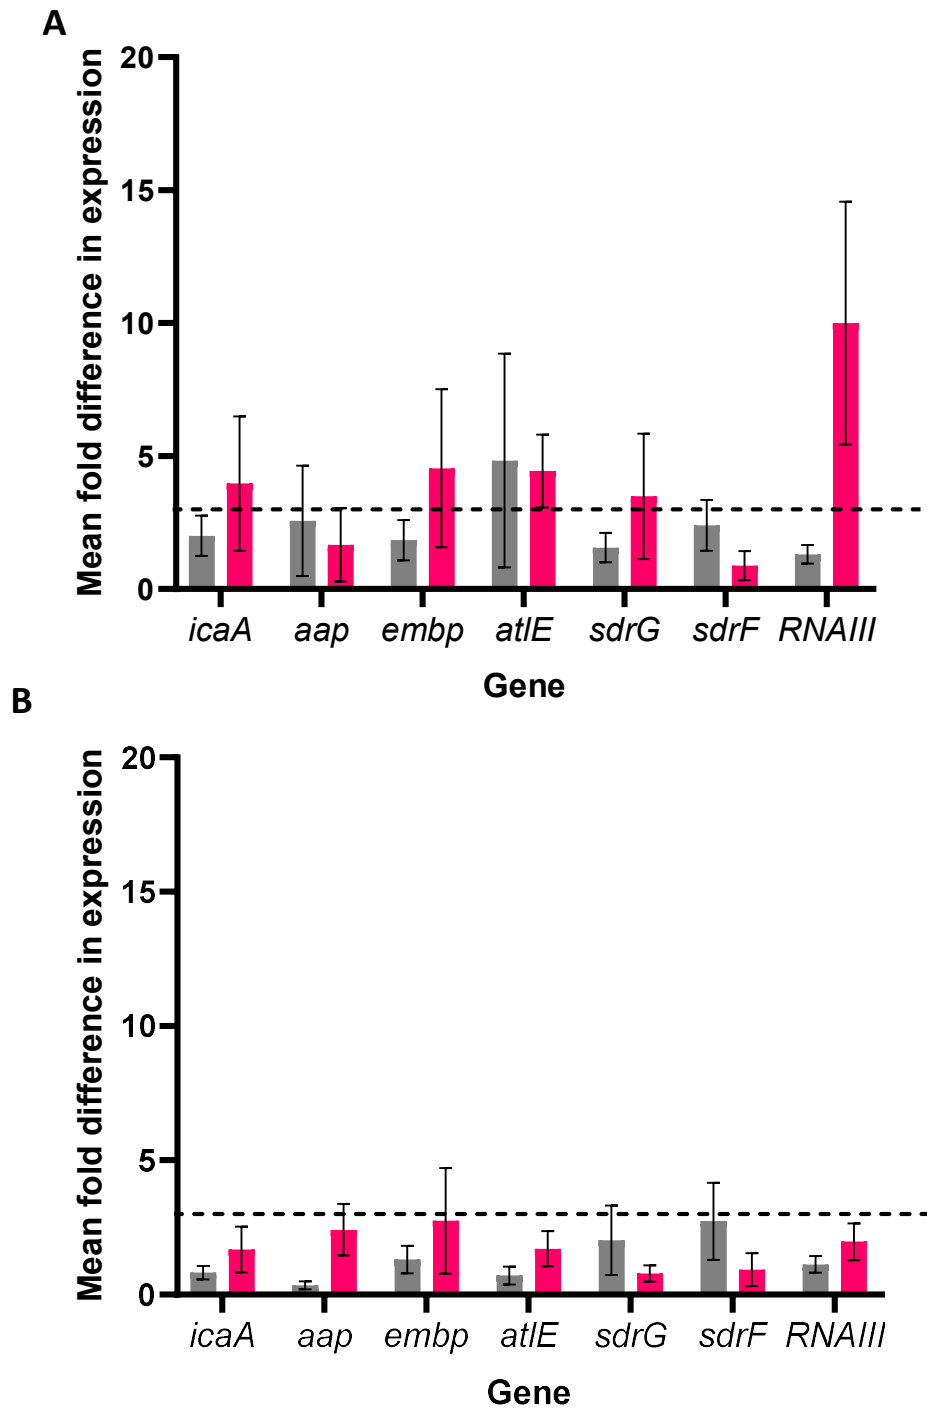 A
Mean fold difference in expression
20
15
10
5
0
icaA aap embp atlE sdrG sdrF RNAIII
Gene
B
Mean fold difference in expression
20
15
10
5
0
icaA aap embp atlE sdrG sdrF RNAIII
Gene